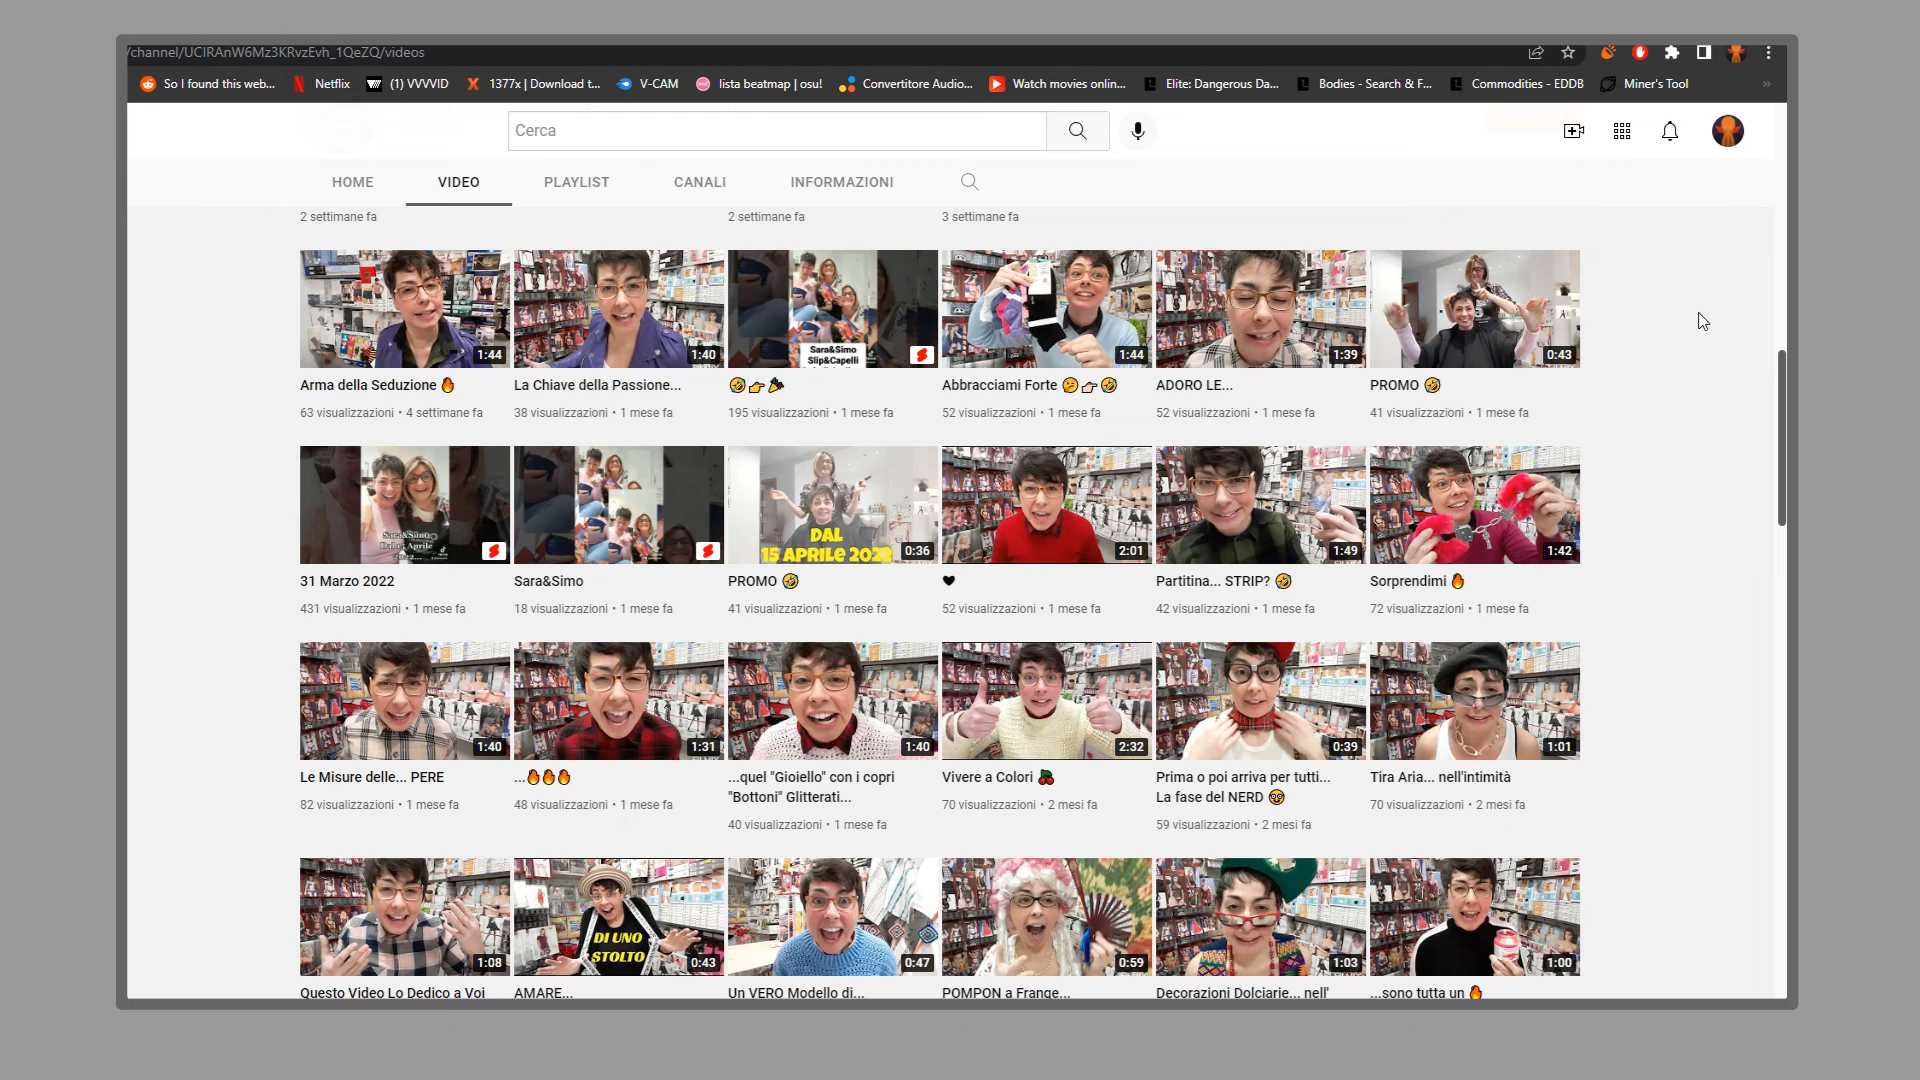 /channel/UCIRAnW6Mz3KRvzEvh_1QeZQ/videos
So I found this web... Netflix (1) VVVVID 1377x | Download t... V-CAM lista beatmap | osu! Convertitore Audio... Watch movies onlin... Elite: Dangerous Da... Bodies - Search & F... Commodities - EDDB Miner's Tool
Cerca
HOME VIDEO PLAYLIST CANALI INFORMAZIONI
2 settimane fa 2 settimane fa 3 settimane fa
Sara&Simo
Slip&Capelli
1:44 1:40 1:44 1:39 0:43
Arma della Seduzione 🔥 La Chiave della Passione... 🤣👉🎉 Abbracciami Forte 🤔👉🤣 ADORO LE... PROMO 🤣
63 visualizzazioni • 4 settimane fa 38 visualizzazioni • 1 mese fa 195 visualizzazioni • 1 mese fa 52 visualizzazioni • 1 mese fa 52 visualizzazioni • 1 mese fa 41 visualizzazioni • 1 mese fa
Sara&Simo
Dal 5 Aprile
DAL
15 APRILE 2022
0:36 2:01 1:49 1:42
31 Marzo 2022 Sara&Simo PROMO 🤣 🖤 Partitina... STRIP? 🤣 Sorprendimi 🔥
431 visualizzazioni • 1 mese fa 18 visualizzazioni • 1 mese fa 41 visualizzazioni • 1 mese fa 52 visualizzazioni • 1 mese fa 42 visualizzazioni • 1 mese fa 72 visualizzazioni • 1 mese fa
1:40 1:31 1:40 2:32 0:39 1:01
Le Misure delle... PERE ...🔥🔥🔥 ...quel "Gioiello" con i copri Vivere a Colori 🍒 Prima o poi arriva per tutti... Tira Aria... nell'intimità
"Bottoni" Glitterati... La fase del NERD 🤓
82 visualizzazioni • 1 mese fa 48 visualizzazioni • 1 mese fa 70 visualizzazioni • 2 mesi fa 70 visualizzazioni • 2 mesi fa
40 visualizzazioni • 1 mese fa 59 visualizzazioni • 2 mesi fa
DI UNO
STOLTO
1:08 0:43 0:47 0:59 1:03 1:00
Questo Video Lo Dedico a Voi AMARE... Un VERO Modello di... POMPON a Frange... Decorazioni Dolciarie... nell' ...sono tutta un 🔥